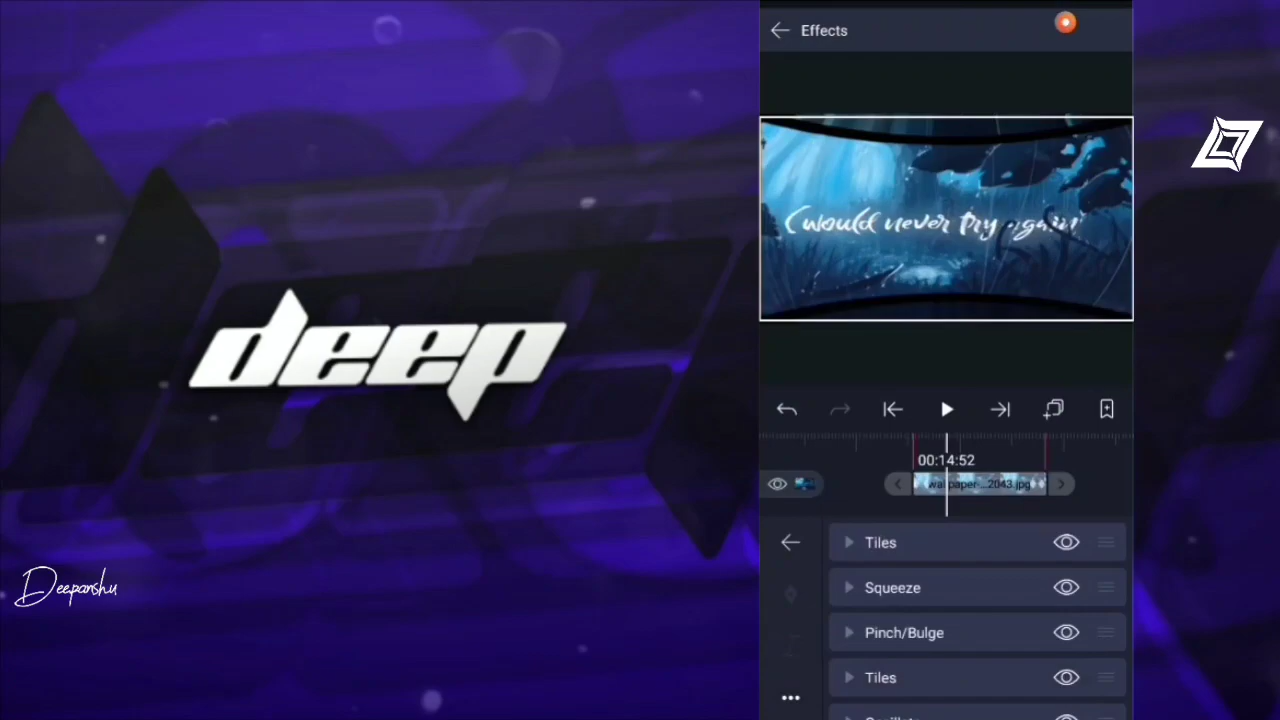 deep
Deepanshu
Effects
I would never try again
00:14:52
wallpaper-...2043.jpg
Tiles
Squeeze
Pinch/Bulge
Tiles